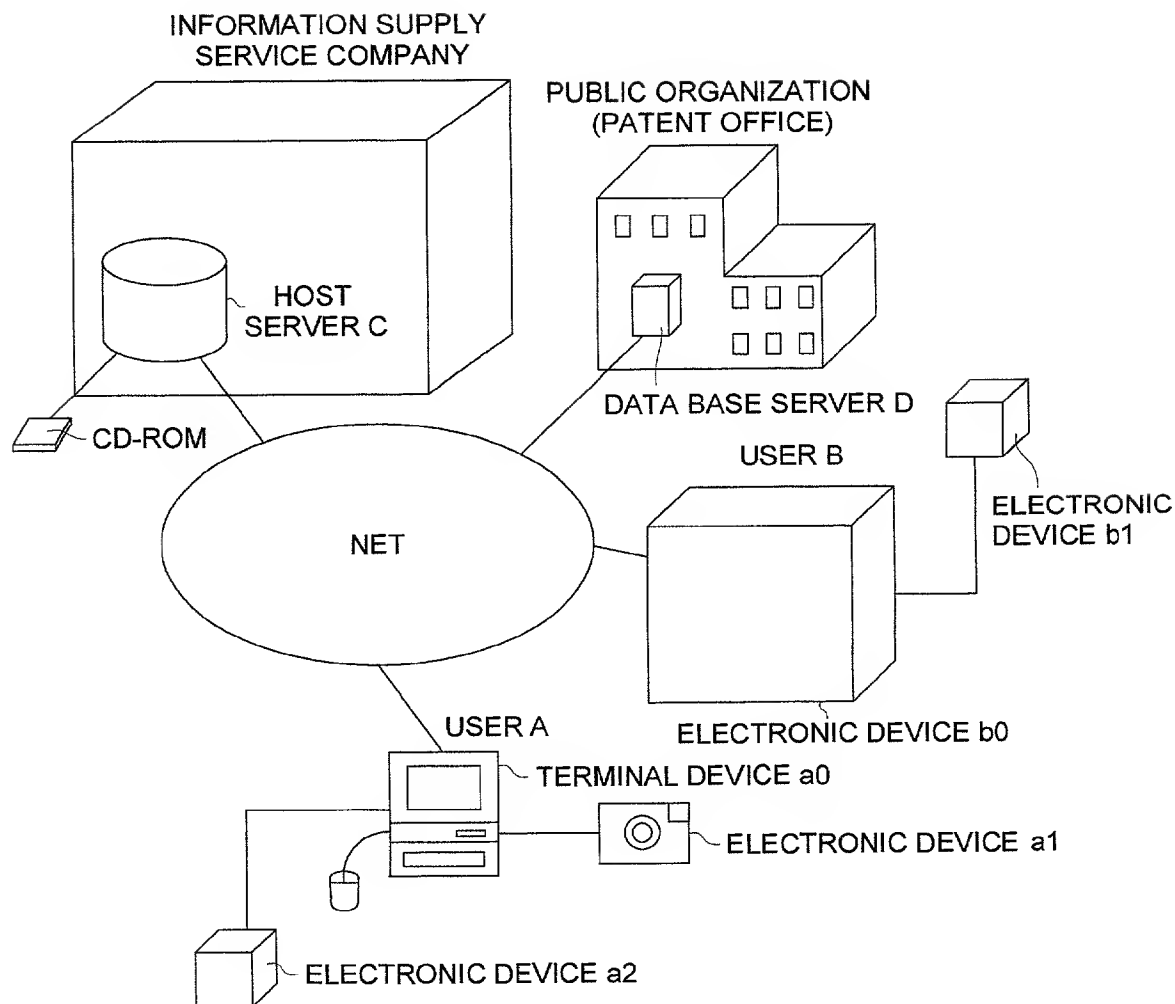 INFORMATION SUPPLY
SERVICE COMPANY
PUBLIC ORGANIZATION
(PATENT OFFICE)
HOST
SERVER C
CD-ROM
DATA BASE SERVER D
USER B
ELECTRONIC
DEVICE b1
NET
ELECTRONIC DEVICE b0
USER A
TERMINAL DEVICE a0
ELECTRONIC DEVICE a1
ELECTRONIC DEVICE a2